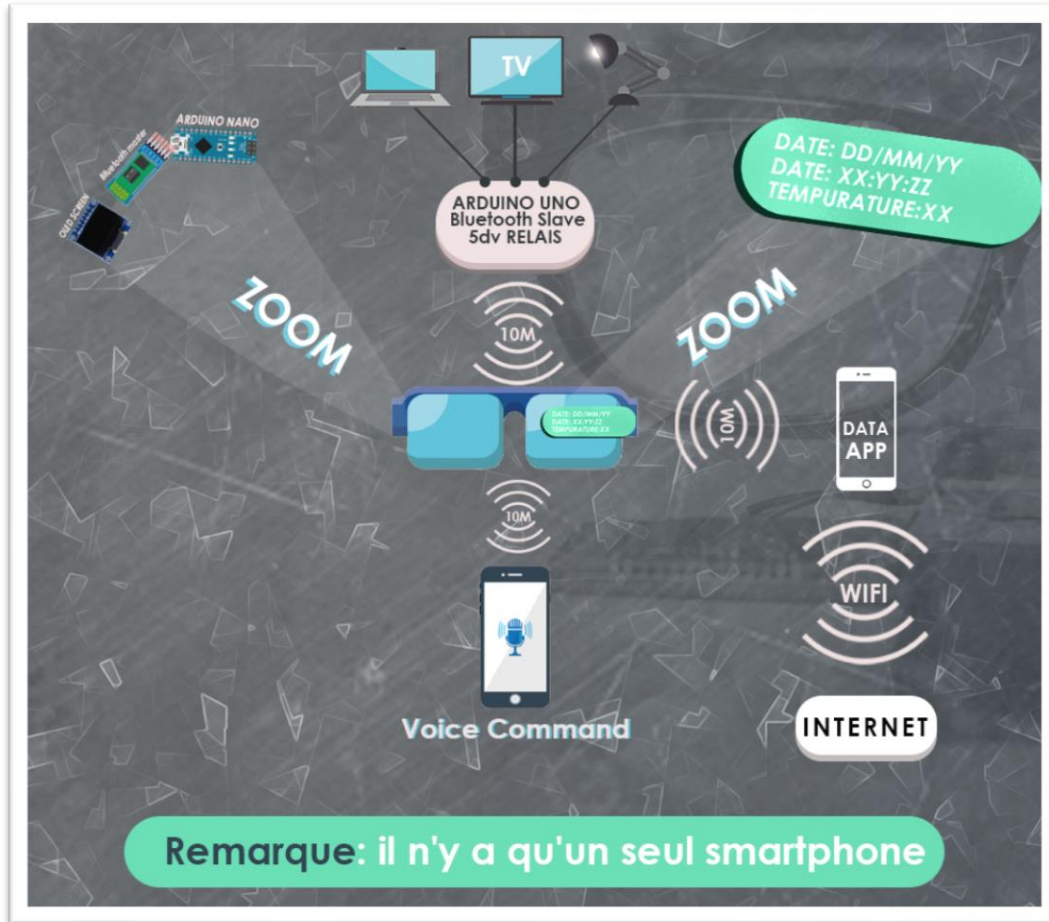 TV
ARDUINO NANO
Bluetooth master
OLED SCREEN
ARDUINO UNO
Bluetooth Slave
5dv RELAIS
DATE: DD/MM/YY
DATE: XX:YY:ZZ
TEMPURATURE:XX
ZOOM
ZOOM
10M
DATE: DD/MM/YY
DATE: XX:YY:ZZ
TEMPURATURE:XX
10M
DATA
APP
10M
WIFI
Voice Command
INTERNET
Remarque: il n'y a qu'un seul smartphone